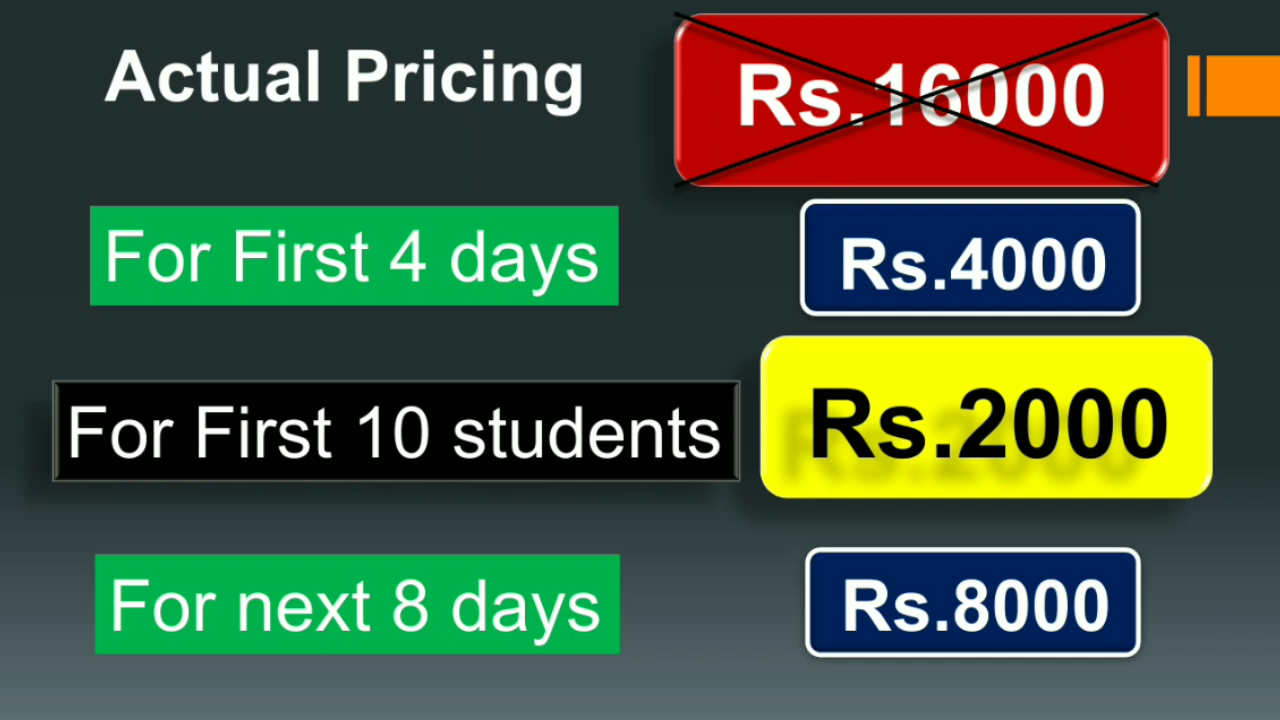 Actual Pricing
Rs.16000
For First 4 days
Rs.4000
For First 10 students
Rs.2000
For next 8 days
Rs.8000